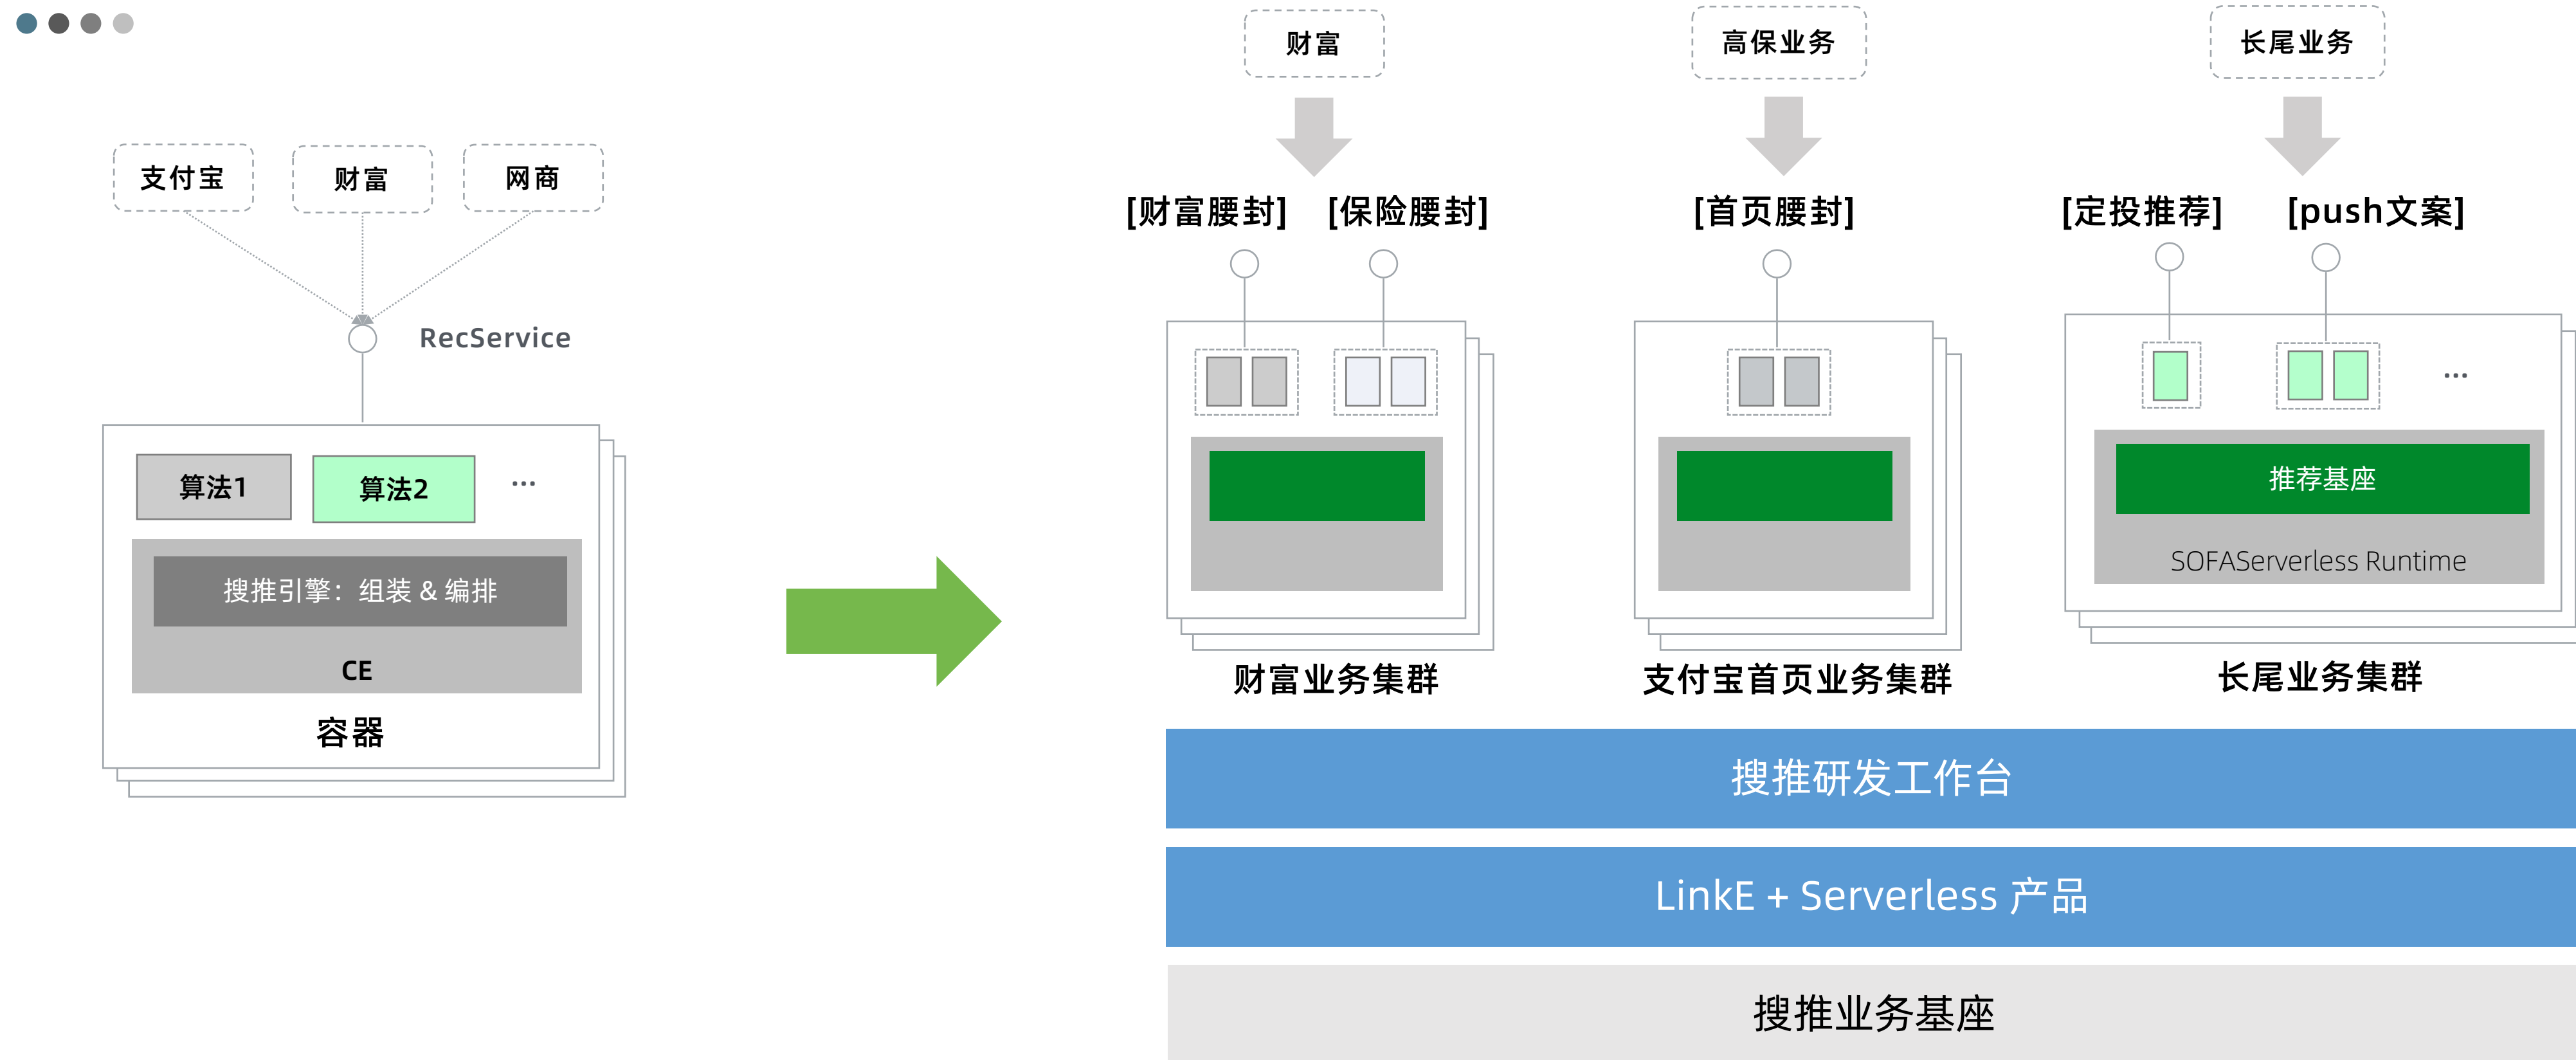 支付宝
财富
网商
RecService
算法1
算法2
...
搜推引擎：组装 & 编排
CE
容器
财富
高保业务
长尾业务
[财富腰封]
[保险腰封]
[首页腰封]
[定投推荐]
[push文案]
...
推荐基座
SOFAServerless Runtime
财富业务集群
支付宝首页业务集群
长尾业务集群
搜推研发工作台
LinkE + Serverless 产品
搜推业务基座